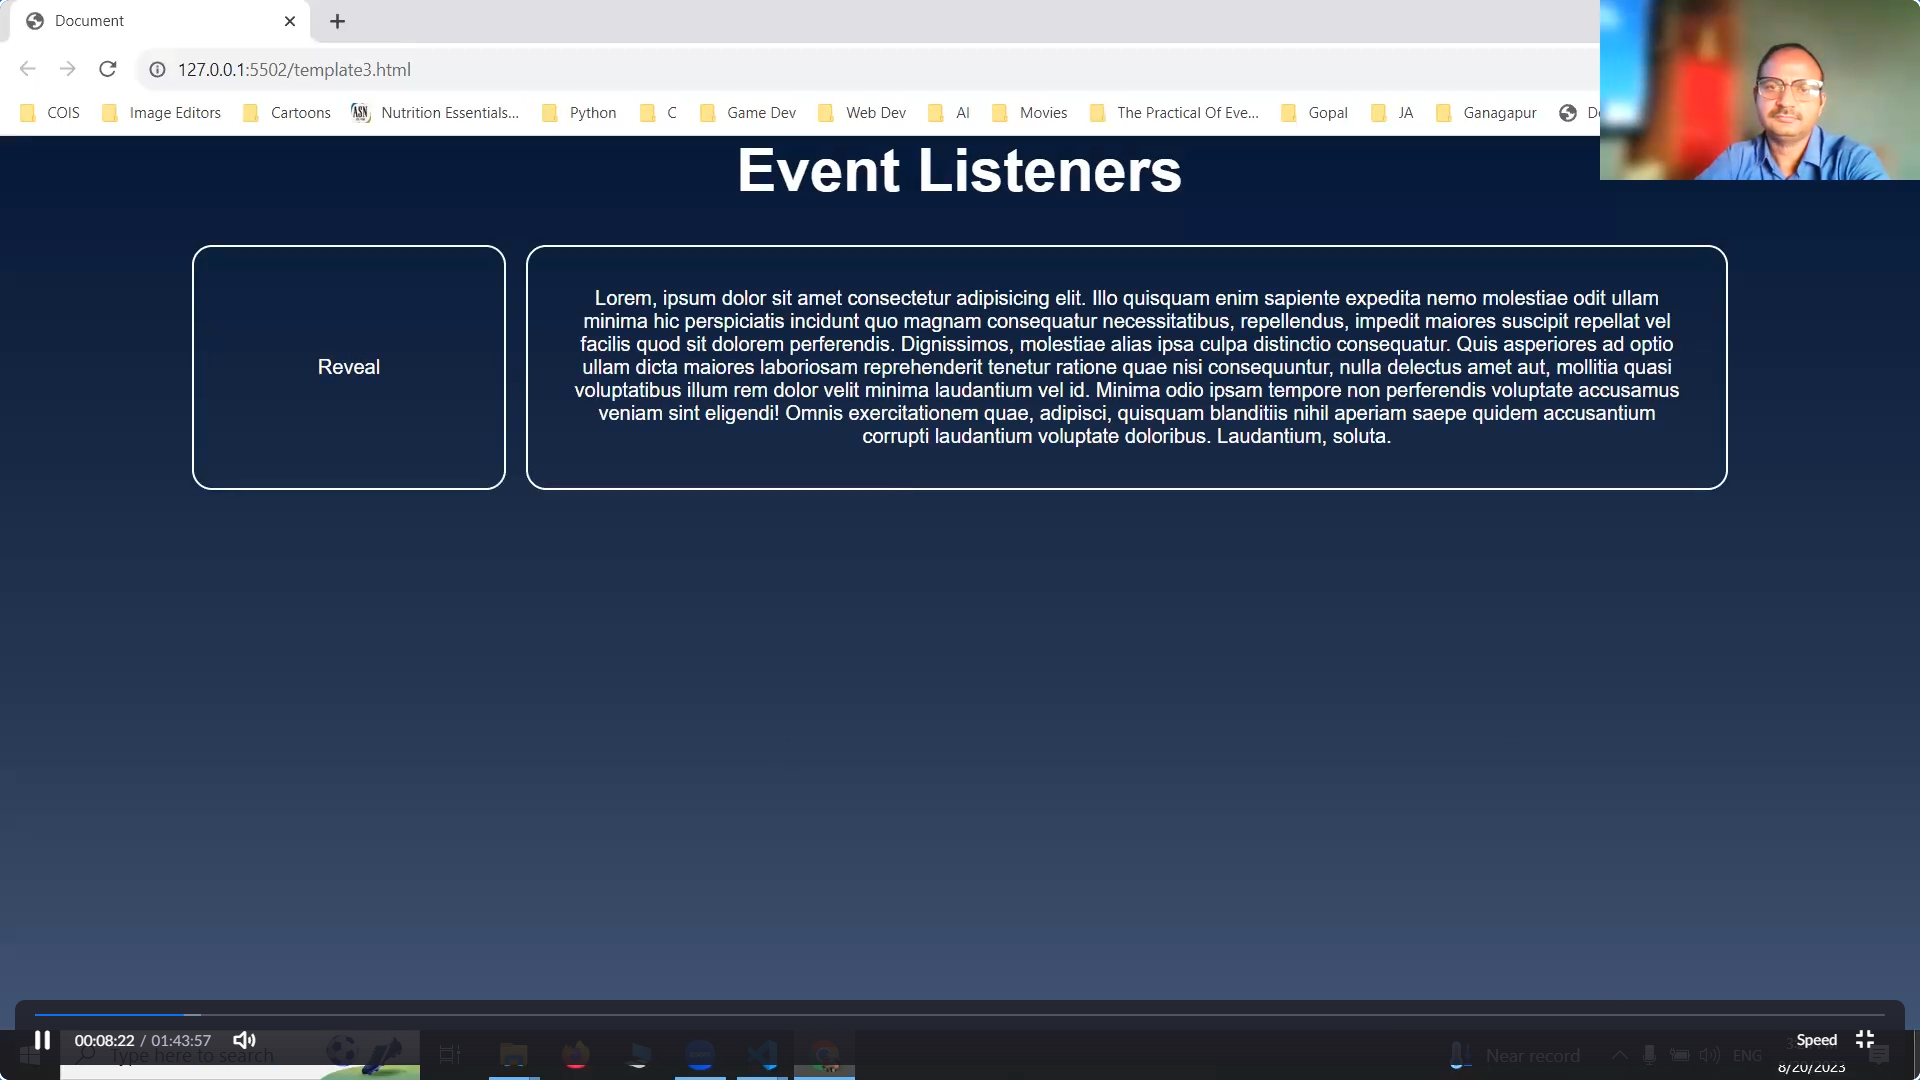 Document
127.0.0.1:5502/template3.html
COIS
Image Editors
Cartoons
ASN
Nutrition Essentials...
Python
C
Game Dev
Web Dev
AI
Movies
The Practical Of Eve...
Gopal
JA
Ganagapur
Event Listeners
Reveal
Lorem, ipsum dolor sit amet consectetur adipisicing elit. Illo quisquam enim sapiente expedita nemo molestiae odit ullam
minima hic perspiciatis incidunt quo magnam consequatur necessitatibus, repellendus, impedit maiores suscipit repellat vel
facilis quod sit dolorem perferendis. Dignissimos, molestiae alias ipsa culpa distinctio consequatur. Quis asperiores ad optio
ullam dicta maiores laboriosam reprehenderit tenetur ratione quae nisi consequuntur, nulla delectus amet aut, mollitia quasi
voluptatibus illum rem dolor velit minima laudantium vel id. Minima odio ipsam tempore non perferendis voluptate accusamus
veniam sint eligendi! Omnis exercitationem quae, adipisci, quisquam blanditiis nihil aperiam saepe quidem accusantium
corrupti laudantium voluptate doloribus. Laudantium, soluta.
00:08:22 / 01:43:57
Speed
Type here to search
Near record
ENG
8/20/2023